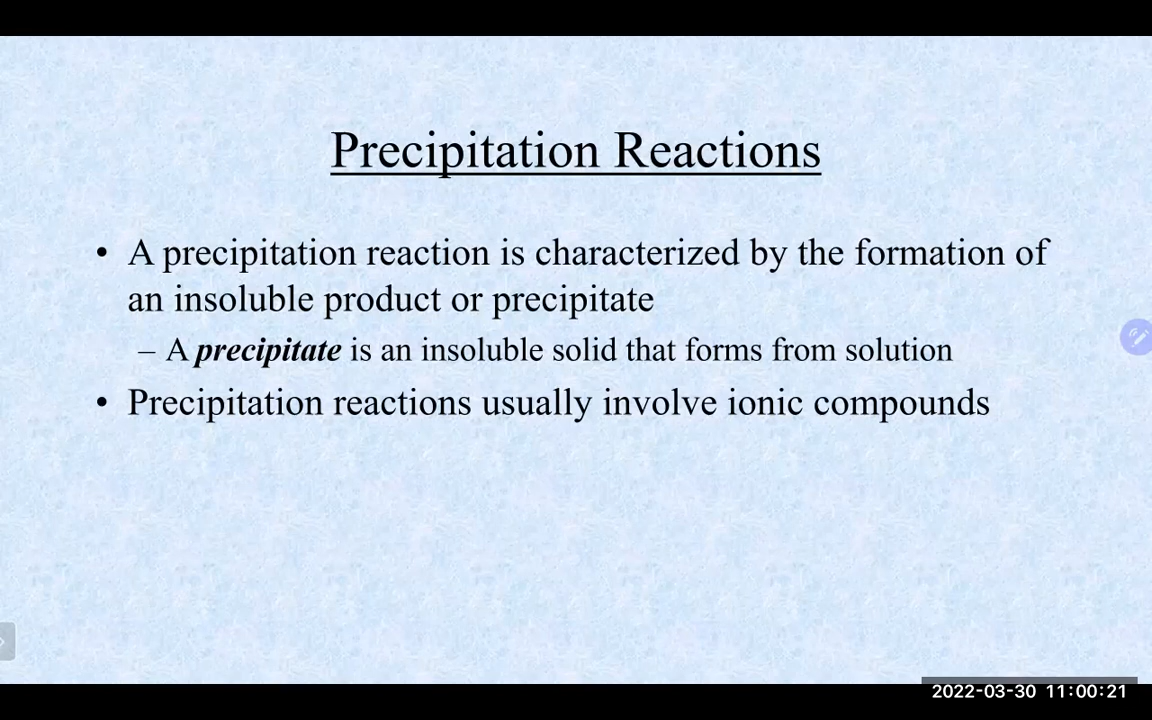 Precipitation Reactions
• A precipitation reaction is characterized by the formation of
an insoluble product or precipitate
– A precipitate is an insoluble solid that forms from solution
• Precipitation reactions usually involve ionic compounds
2022-03-30 11:00:21